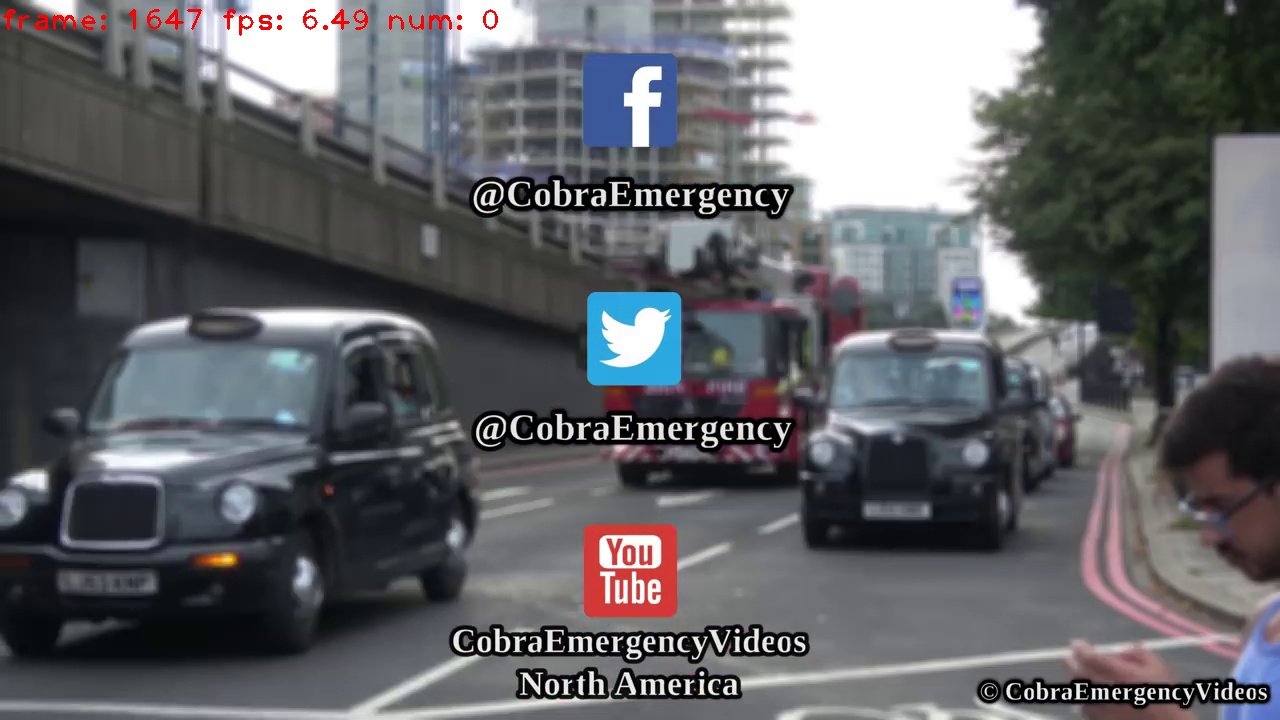 frame: 1647 fps: 6.49 num: 0
f
@CobraEmergency
@CobraEmergency
You
Tube
CobraEmergencyVideos
North America
© CobraEmergencyVideos